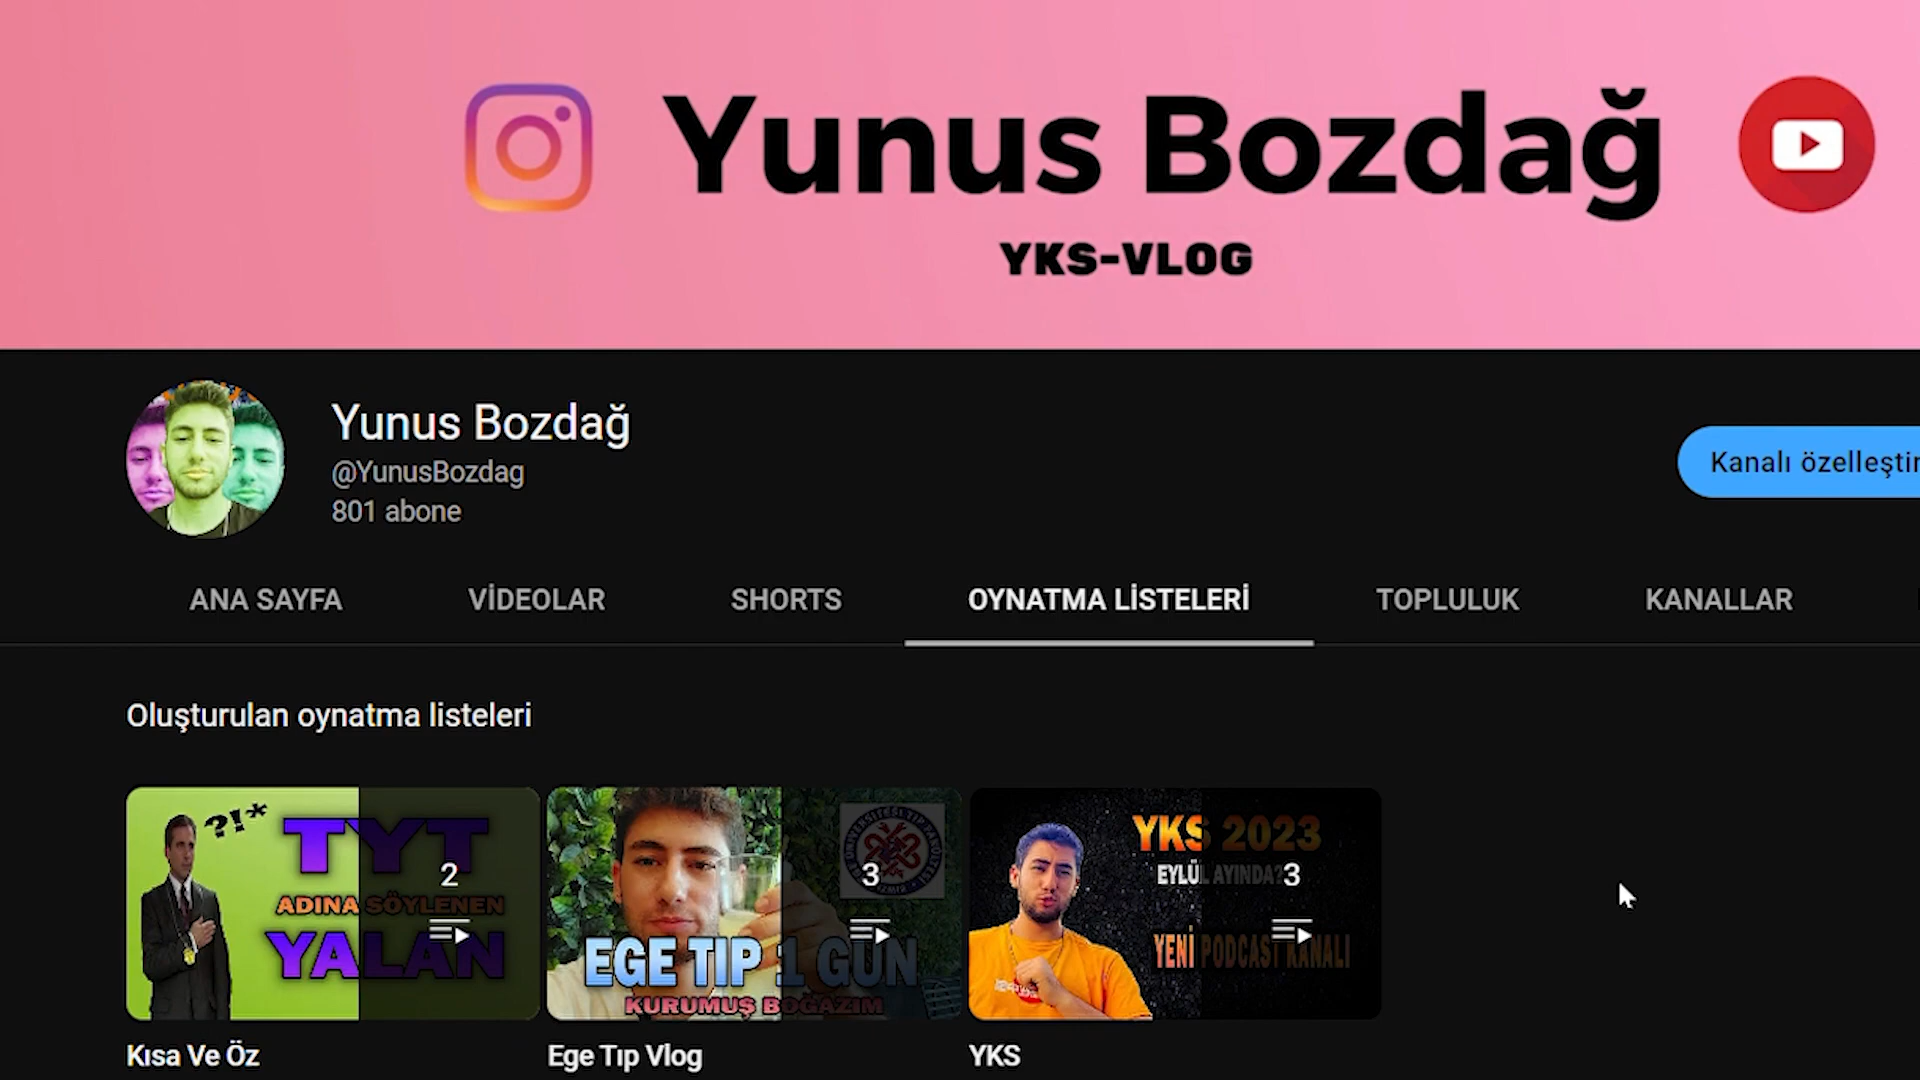 Yunus Bozdağ
YKS-VLOG
Yunus Bozdağ
@YunusBozdag
801 abone
Kanalı özelleştir
ANA SAYFA
VİDEOLAR
SHORTS
OYNATMA LİSTELERİ
TOPLULUK
KANALLAR
Oluşturulan oynatma listeleri
?!*
TYT
ADINA SÖYLENEN
YALAN
2
EGE TIP 1 GÜN
KURUMUŞ BOĞAZIM
3
YKS 2023
EYLÜL AYINDA?
YENİ PODCAST KANALI
3
Kısa Ve Öz
Ege Tıp Vlog
YKS